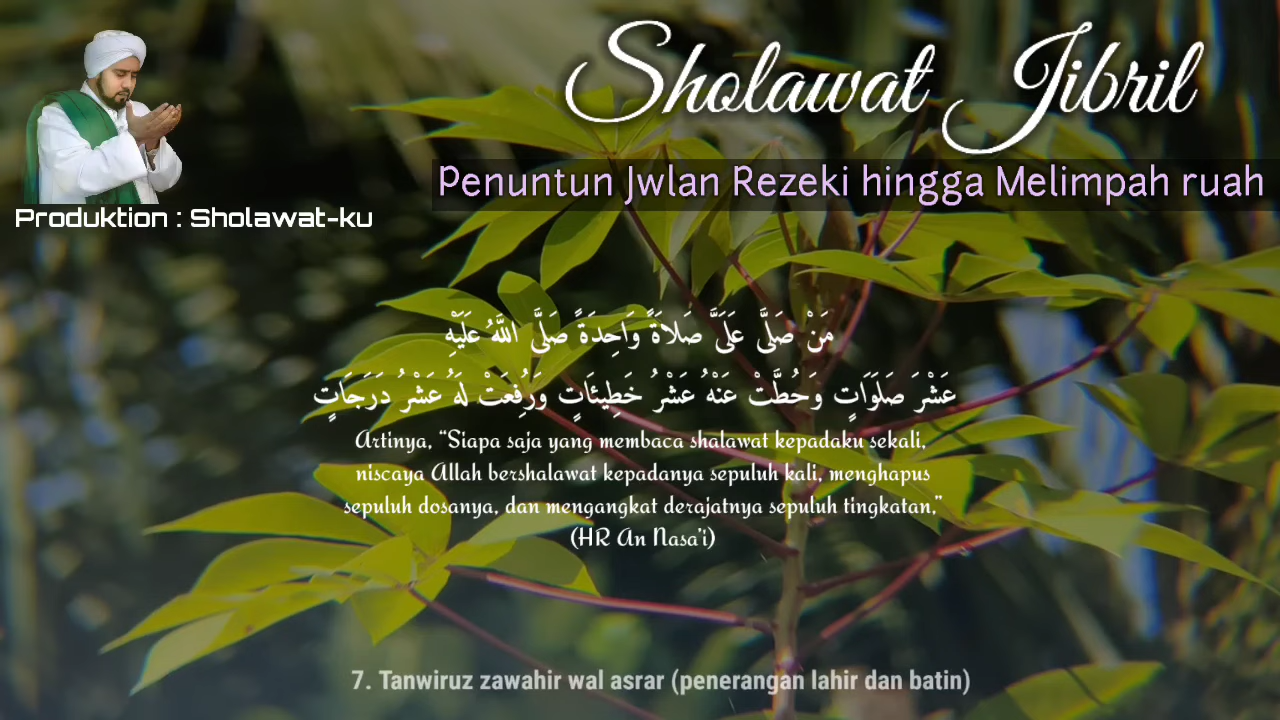 Sholawat Jibril
Penuntun Jwlan Rezeki hingga Melimpah ruah
Produktion : Sholawat-ku
مَنْ صَلَّى عَلَىَّ صَلاَةً وَاحِدَةً صَلَّى اللَّهُ عَلَيْهِ
عَشْرَ صَلَوَاتٍ وَحُطَّتْ عَنْهُ عَشْرُ خَطِيئَاتٍ وَرُفِعَتْ لَهُ عَشْرُ دَرَجَاتٍ
Artinya, “Siapa saja yang membaca shalawat kepadaku sekali,
niscaya Allah bershalawat kepadanya sepuluh kali, menghapus
sepuluh dosanya, dan mengangkat derajatnya sepuluh tingkatan,”
(HR An Nasa’i)
7. Tanwiruz zawahir wal asrar (penerangan lahir dan batin)